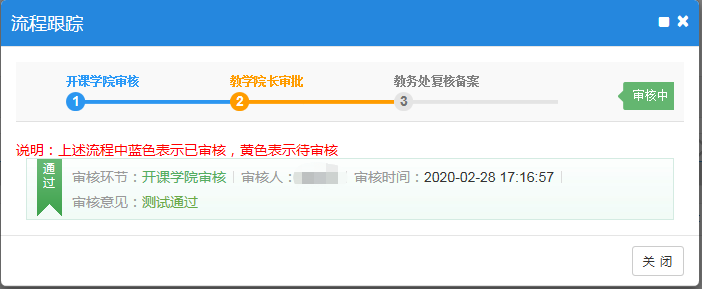 流程跟踪
开课学院审核 教学院长审批 教务处复核备案
1 2 3 审核中
说明：上述流程中蓝色表示已审核，黄色表示待审核
通过
审核环节：开课学院审核 审核人： 审核时间：2020-02-28 17:16:57
审核意见：测试通过
关 闭